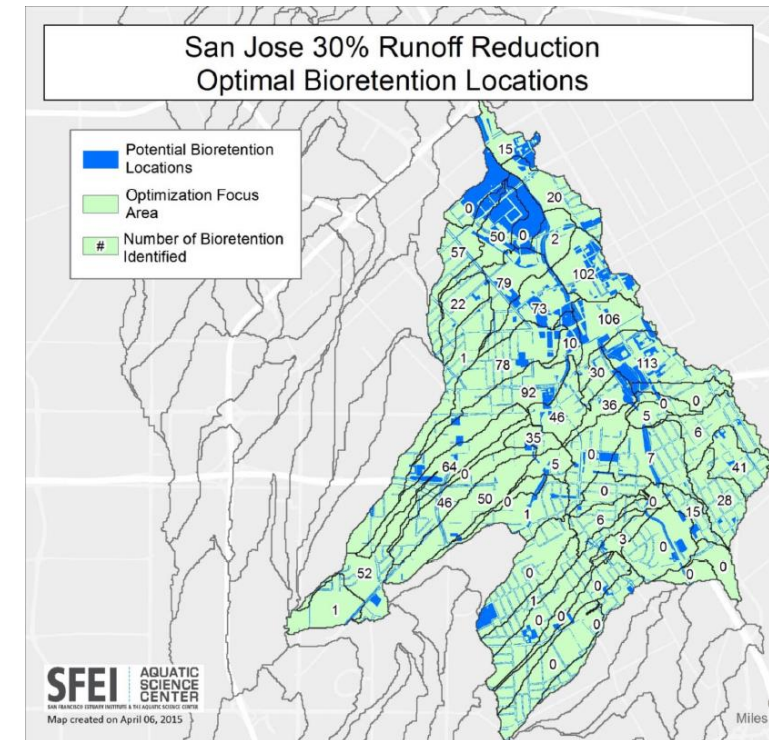 San Jose 30% Runoff Reduction
Optimal Bioretention Locations
Potential Bioretention
Locations
Optimization Focus
Area
# Number of Bioretention
Identified
15
20
0
50 0 2
57
79 102
22 73
106
10
1 78 113
30
92 36 0 0
46 5
6
35
0
64 5 7
0 41
46 50 0 0 0 28
1 6 15
3
0
52 0 0 0
0
1 1
0 0
0
0
SFEI AQUATIC
SCIENCE
CENTER
SAN FRANCISCO ESTUARY INSTITUTE & THE AQUATIC SCIENCE CENTER
Map created on April 06, 2015
Miles